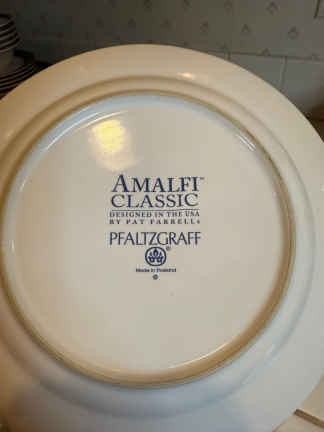 AMALFI™
CLASSIC
DESIGNED IN THE USA
BY PAT FARRELL
PFALTZGRAFF
®
Made in Thailand